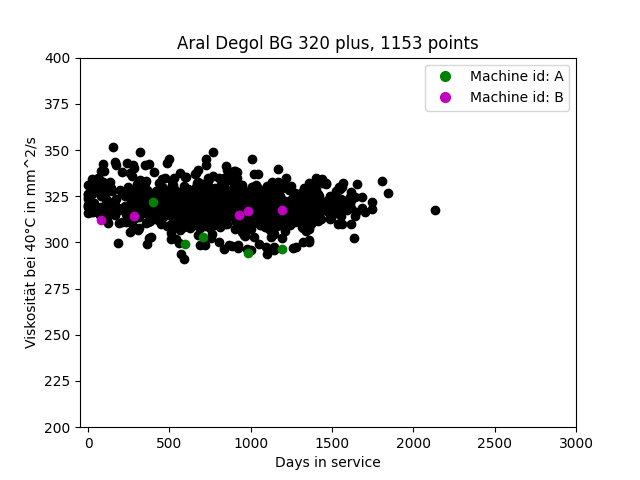 Aral Degol BG 320 plus, 1153 points
Machine id: A
Machine id: B
Viskosität bei 40°C in mm^2/s
400
375
350
325
300
275
250
225
200
0 500 1000 1500 2000 2500 3000
Days in service